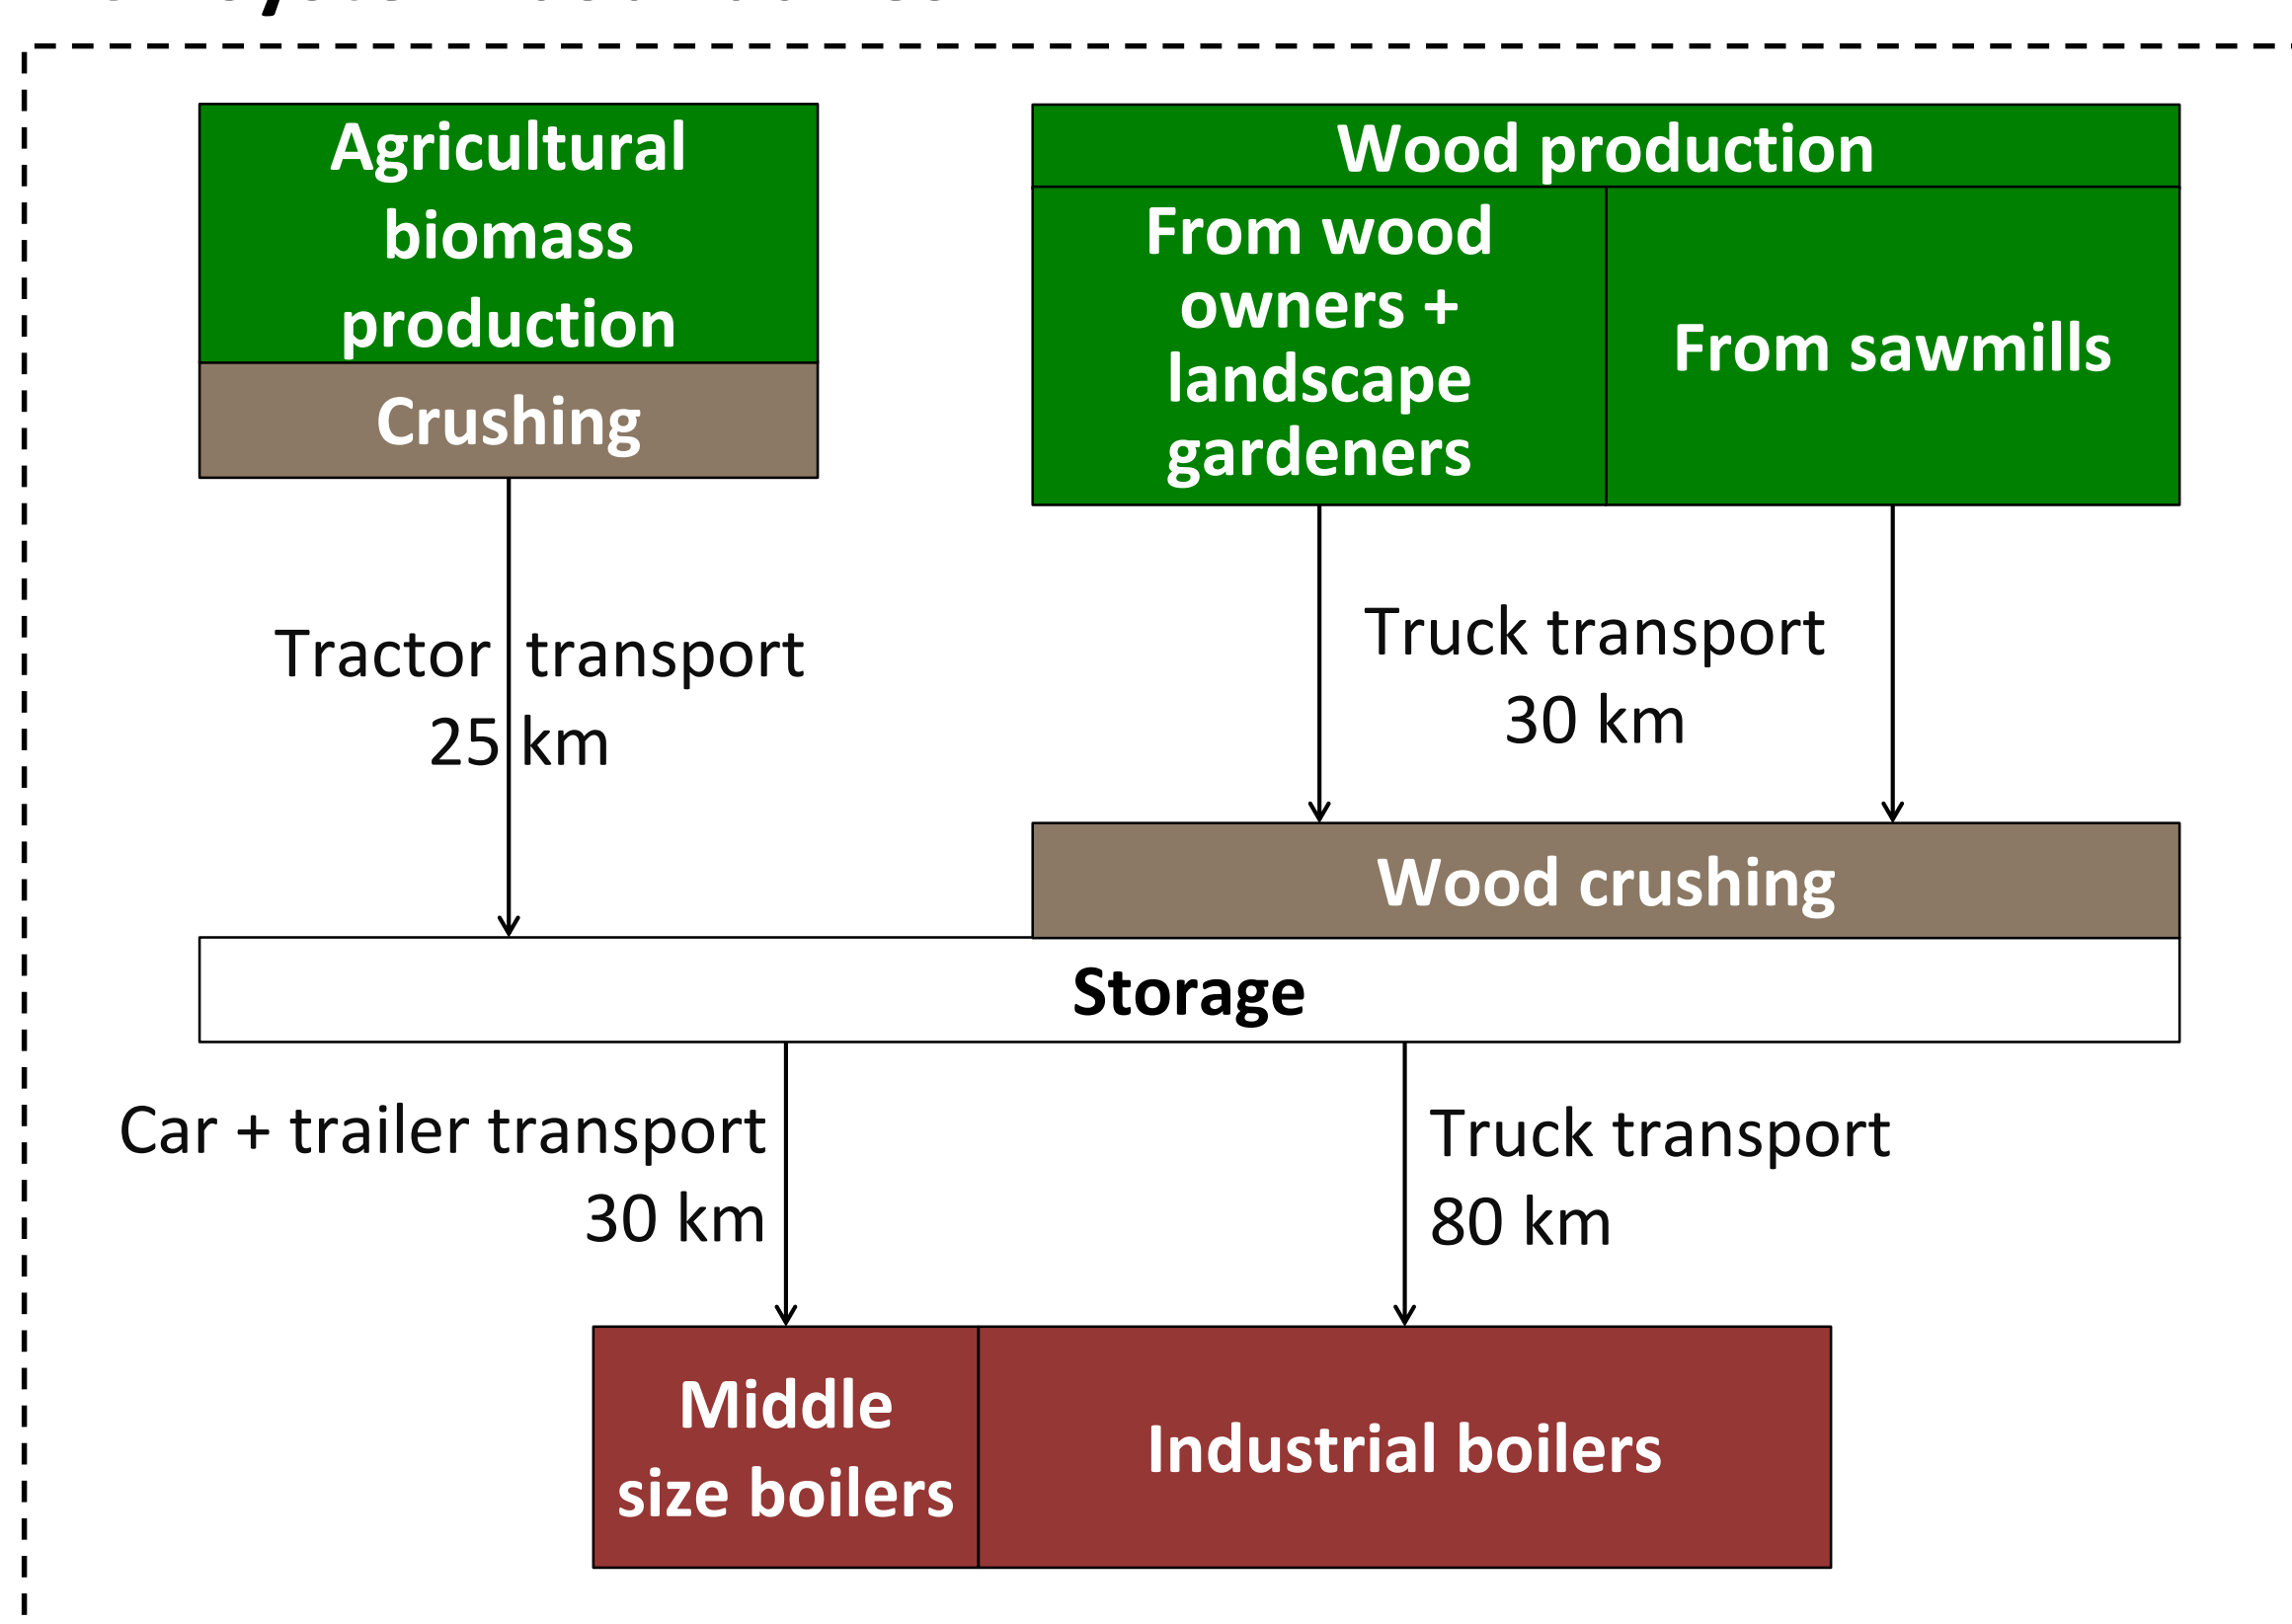 Agricultural
biomass
production
Crushing
Wood production
From wood
owners +
landscape
gardeners
From sawmills
Tractor transport
25 km
Truck transport
30 km
Wood crushing
Storage
Car + trailer transport
30 km
Truck transport
80 km
Middle
size boilers
Industrial boilers